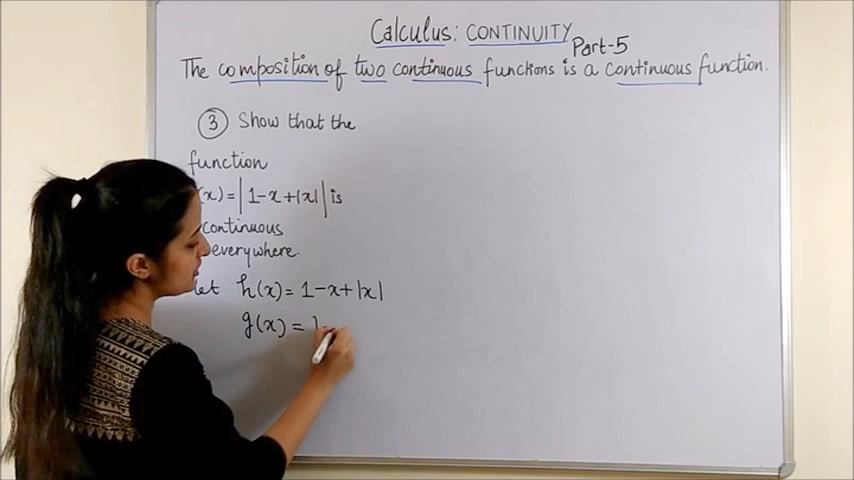 Calculus: CONTINUITY
Part-5
The composition of two continuous functions is a continuous function.
③ Show that the
function
(x)=|1-x+|x|| is
continuous
everywhere.
let h(x)= 1-x+|x|
g(x)= |